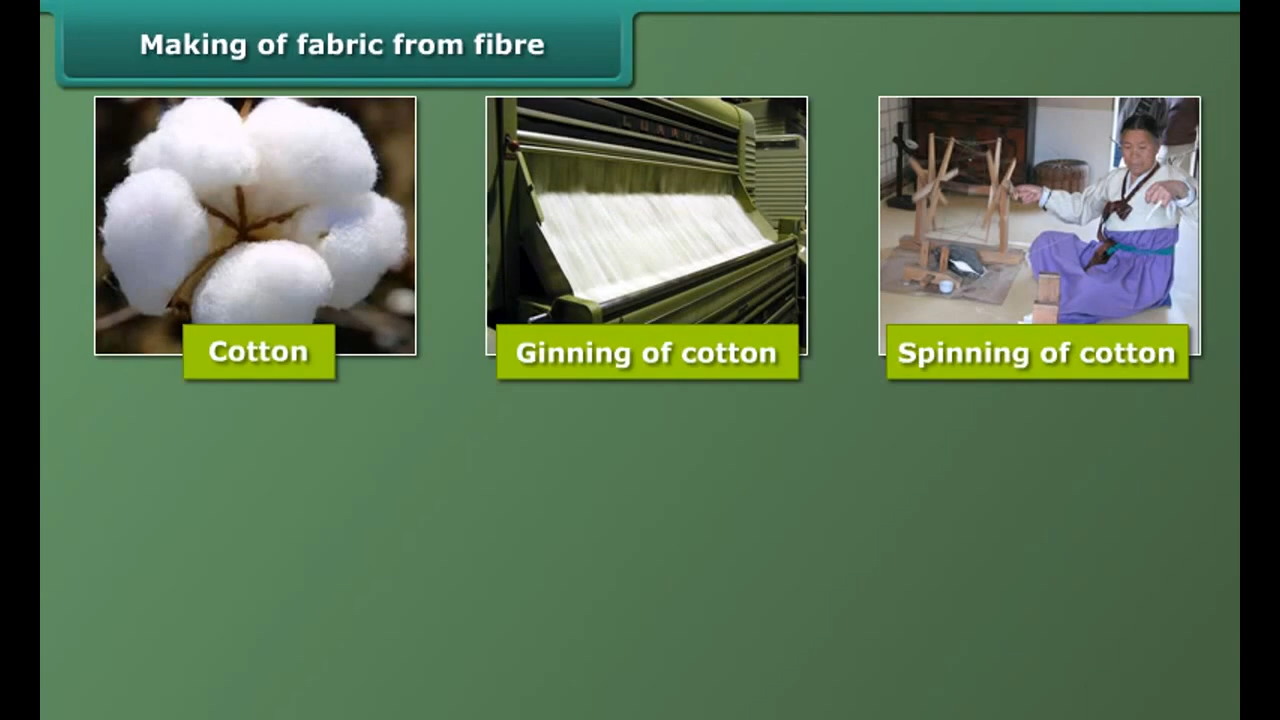 Making of fabric from fibre
Cotton
Ginning of cotton
Spinning of cotton